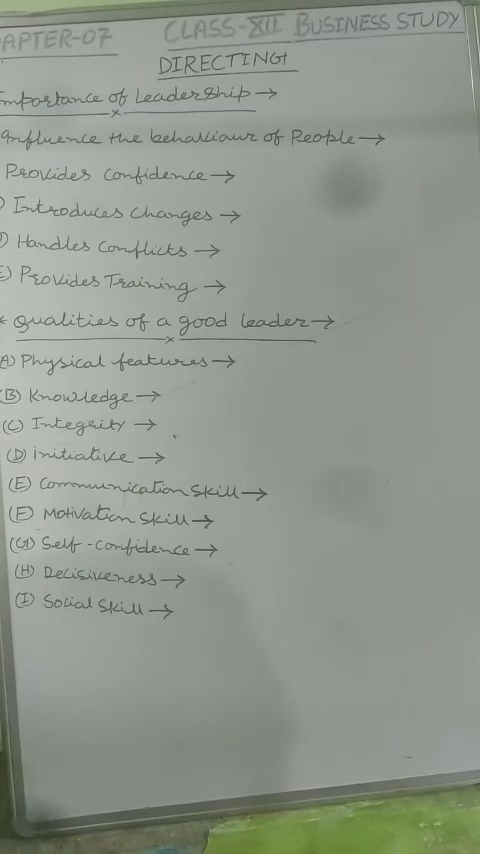 APTER-07 CLASS-XII BUSINESS STUDY
DIRECTING
Importance of Leadership →
Influence the behaviour of People →
Provides confidence →
) Introduces changes →
) Handles conflicts →
E) Provides Training →
* Qualities of a good leader →
(A) Physical features →
(B) Knowledge →
(C) Integrity →
(D) initiative →
(E) Communication Skill →
(F) Motivation Skill →
(G) Self-confidence →
(H) Decisiveness →
(I) Social Skill →